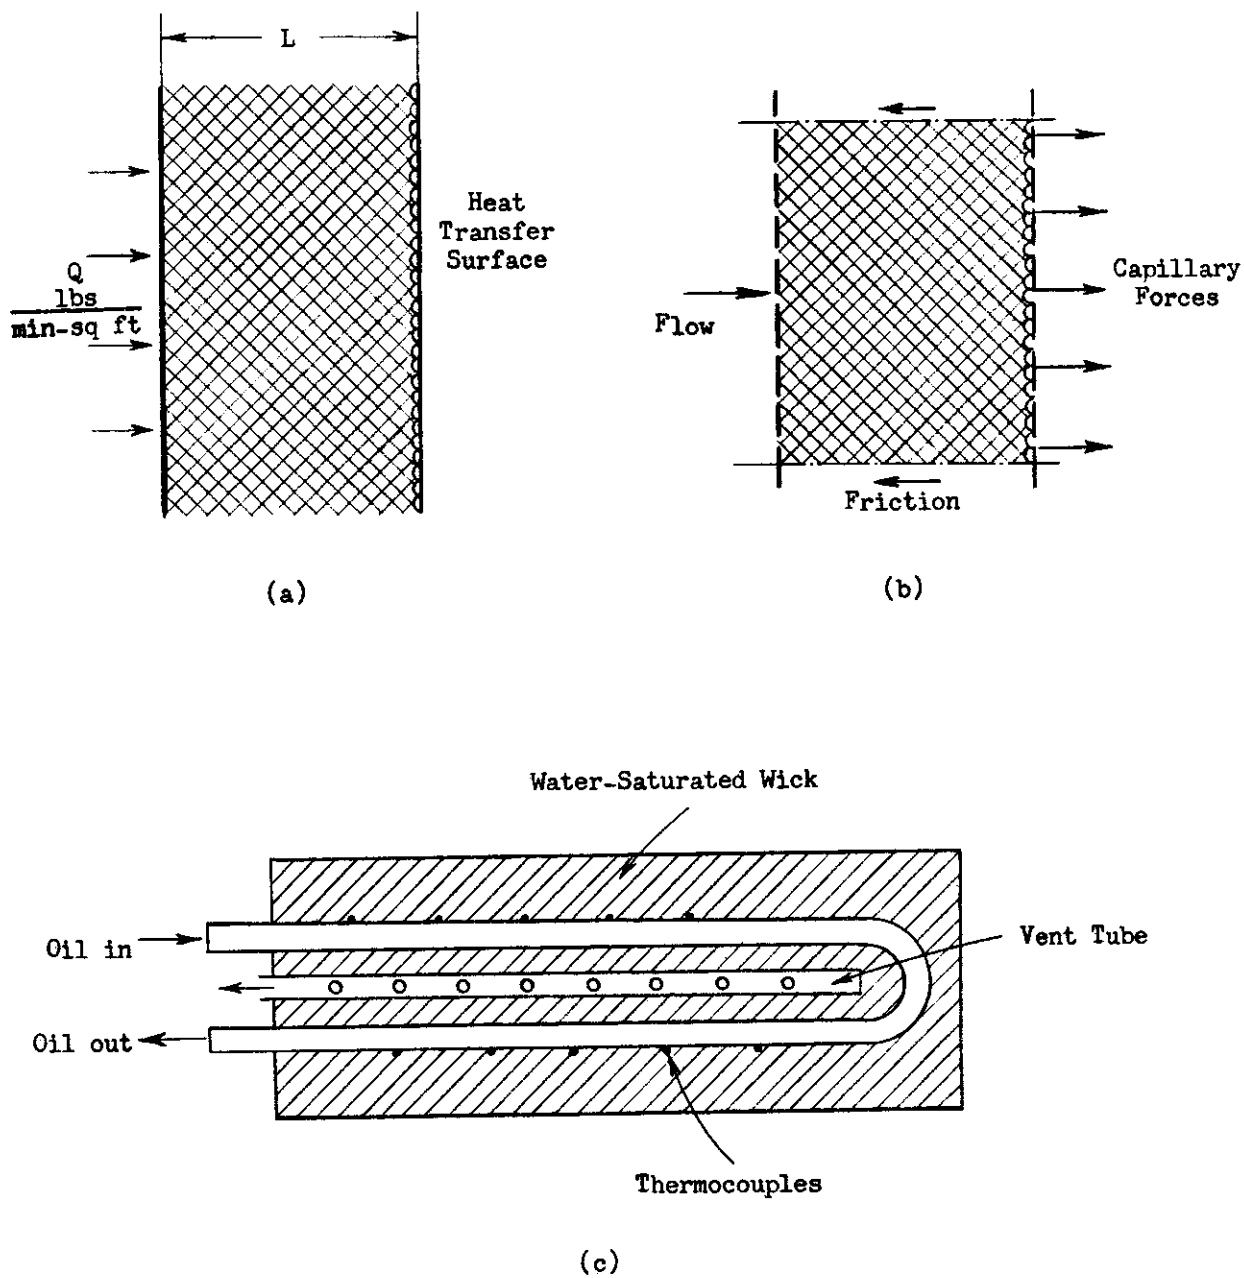 L
Q
lbs
min-sq ft
Heat
Transfer
Surface
(a)
Flow
Capillary
Forces
Friction
(b)
Water-Saturated Wick
Oil in
Vent Tube
Oil out
Thermocouples
(c)